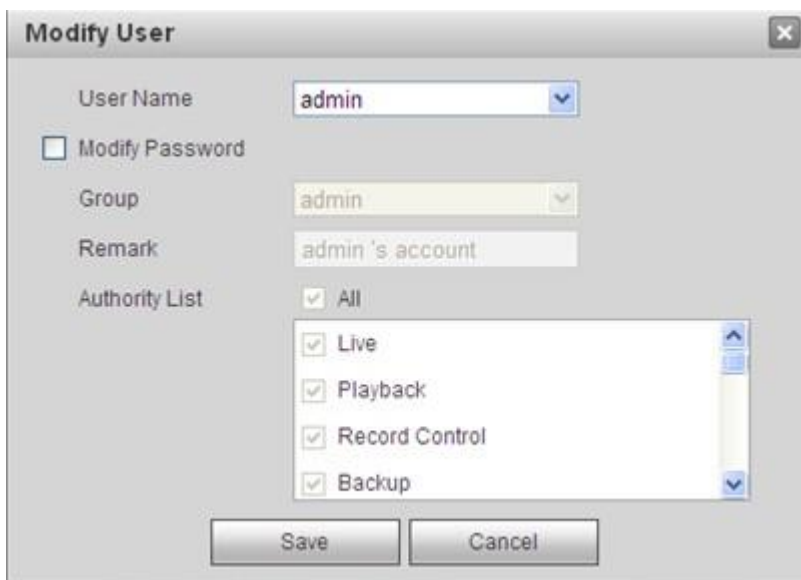 Modify User
User Name admin
Modify Password
Group admin
Remark admin 's account
Authority List All
Live
Playback
Record Control
Backup
Save Cancel